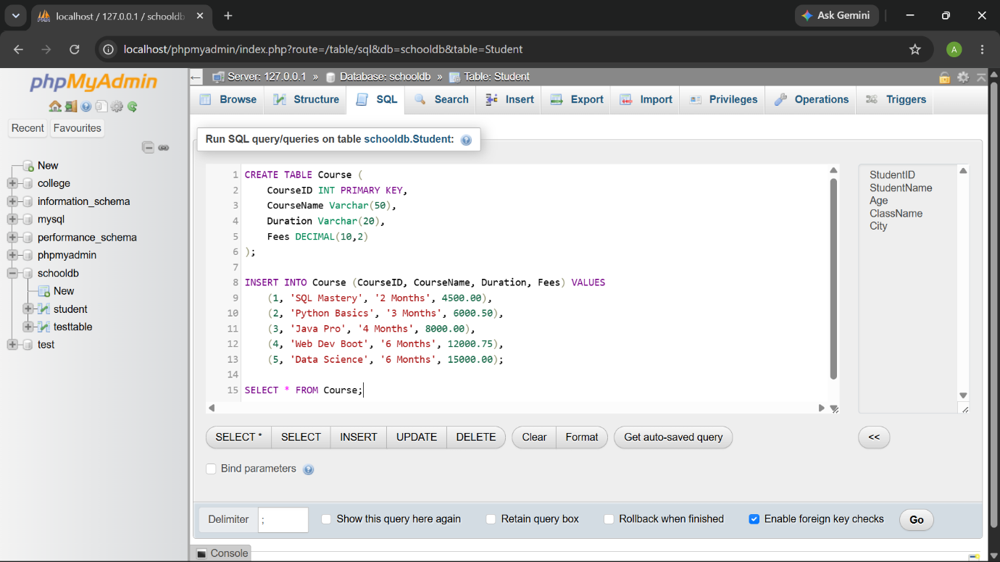 localhost / 127.0.0.1 / schooldb
Ask Gemini
localhost/phpmyadmin/index.php?route=/table/sql&db=schooldb&table=Student
A
phpMyAdmin
Recent Favourites
New
college
information_schema
mysql
performance_schema
phpmyadmin
schooldb
New
student
testtable
test
Server: 127.0.0.1 » Database: schooldb » Table: Student
Browse Structure SQL Search Insert Export Import Privileges Operations Triggers
Run SQL query/queries on table schooldb.Student:
1 CREATE TABLE Course (
2 CourseID INT PRIMARY KEY,
3 CourseName Varchar(50),
4 Duration Varchar(20),
5 Fees DECIMAL(10,2)
6 );
7
8 INSERT INTO Course (CourseID, CourseName, Duration, Fees) VALUES
9 (1, 'SQL Mastery', '2 Months', 4500.00),
10 (2, 'Python Basics', '3 Months', 6000.50),
11 (3, 'Java Pro', '4 Months', 8000.00),
12 (4, 'Web Dev Boot', '6 Months', 12000.75),
13 (5, 'Data Science', '6 Months', 15000.00);
14
15 SELECT * FROM Course;
StudentID
StudentName
Age
ClassName
City
SELECT * SELECT INSERT UPDATE DELETE Clear Format Get auto-saved query <<
Bind parameters
Delimiter ; Show this query here again Retain query box Rollback when finished Enable foreign key checks Go
Console